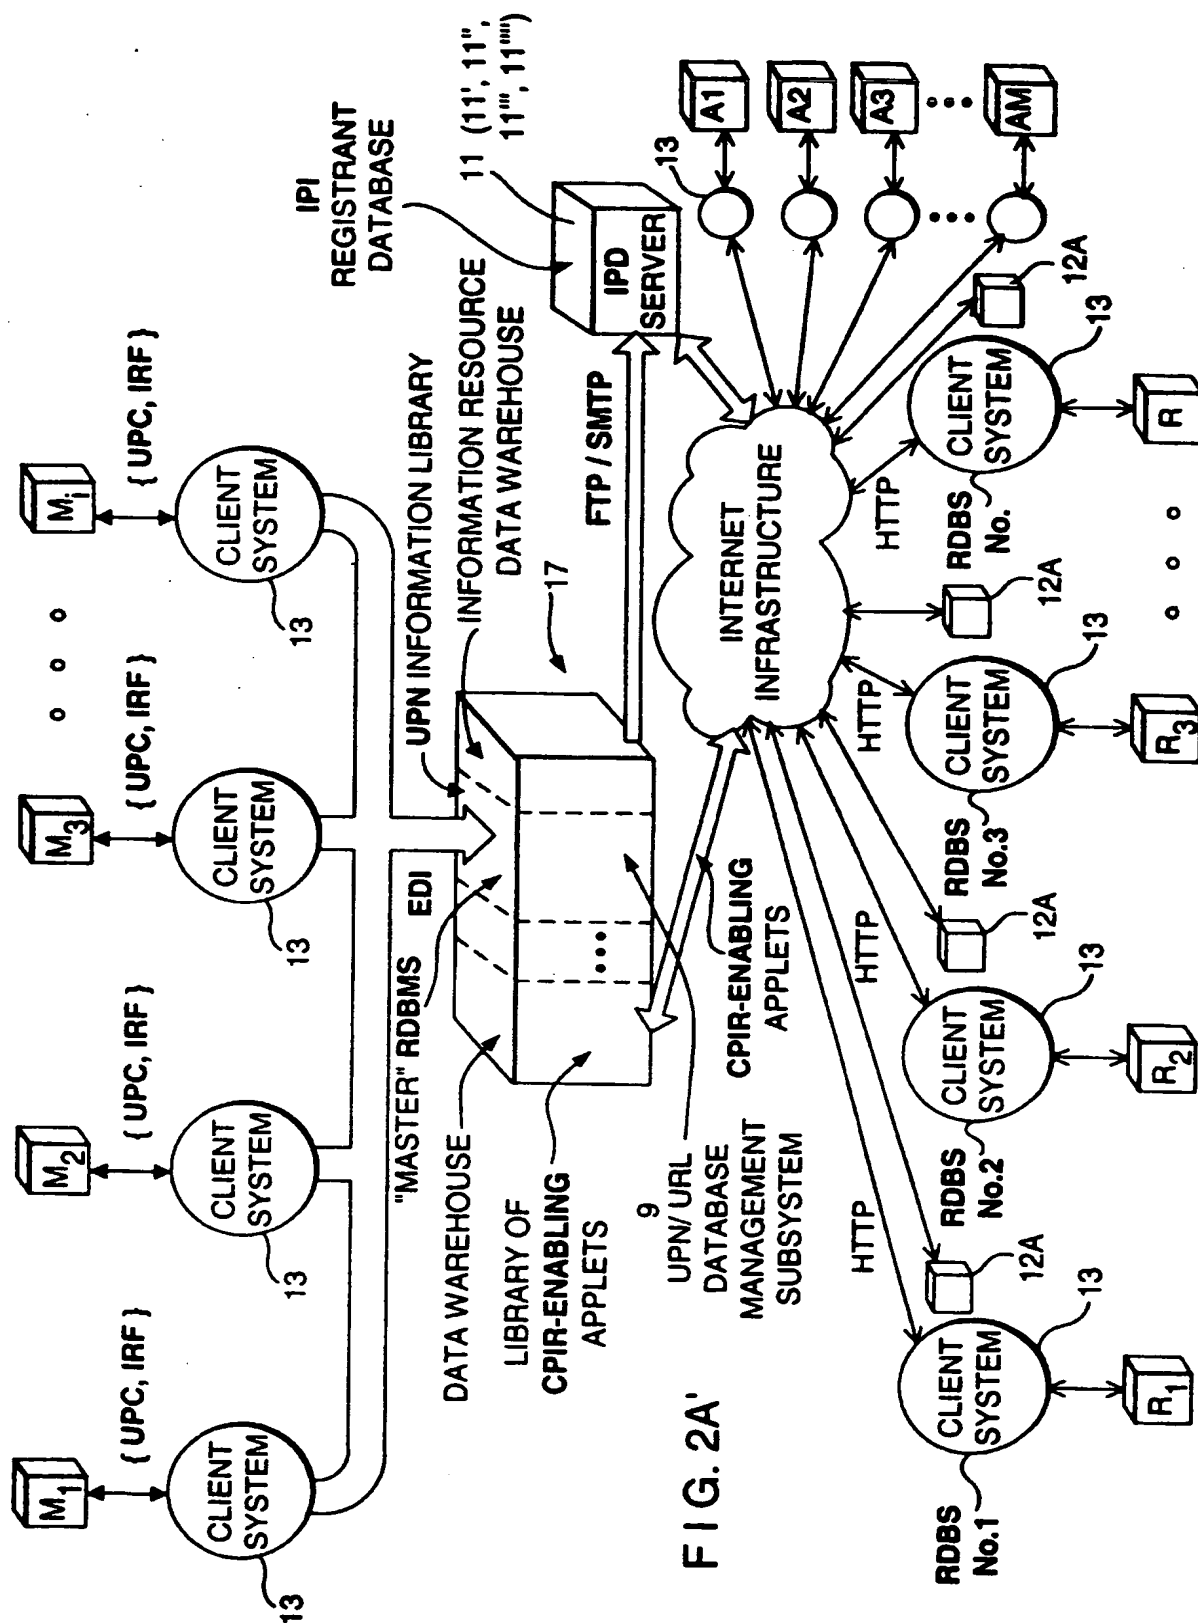 M1
M2
M3
Mi
{ UPC, IRF }
{ UPC, IRF }
{ UPC, IRF }
{ UPC, IRF }
CLIENT
SYSTEM
CLIENT
SYSTEM
CLIENT
SYSTEM
CLIENT
SYSTEM
13
13
13
13
EDI
"MASTER" RDBMS
UPN INFORMATION LIBRARY
INFORMATION RESOURCE
DATA WAREHOUSE
DATA WAREHOUSE
LIBRARY OF
CPIR-ENABLING
APPLETS
17
IPI
REGISTRANT
DATABASE
11 (11', 11",
11''', 11'''')
IPD
SERVER
FTP / SMTP
9
UPN/ URL
DATABASE
MANAGEMENT
SUBSYSTEM
CPIR-ENABLING
APPLETS
INTERNET
INFRASTRUCTURE
13
A1
A2
A3
AM
HTTP
HTTP
HTTP
HTTP
12A
12A
12A
12A
RDBS
No.1
CLIENT
SYSTEM
13
RDBS
No.2
CLIENT
SYSTEM
13
RDBS
No.3
CLIENT
SYSTEM
13
RDBS
No.
CLIENT
SYSTEM
13
R1
R2
R3
R
FIG. 2A'